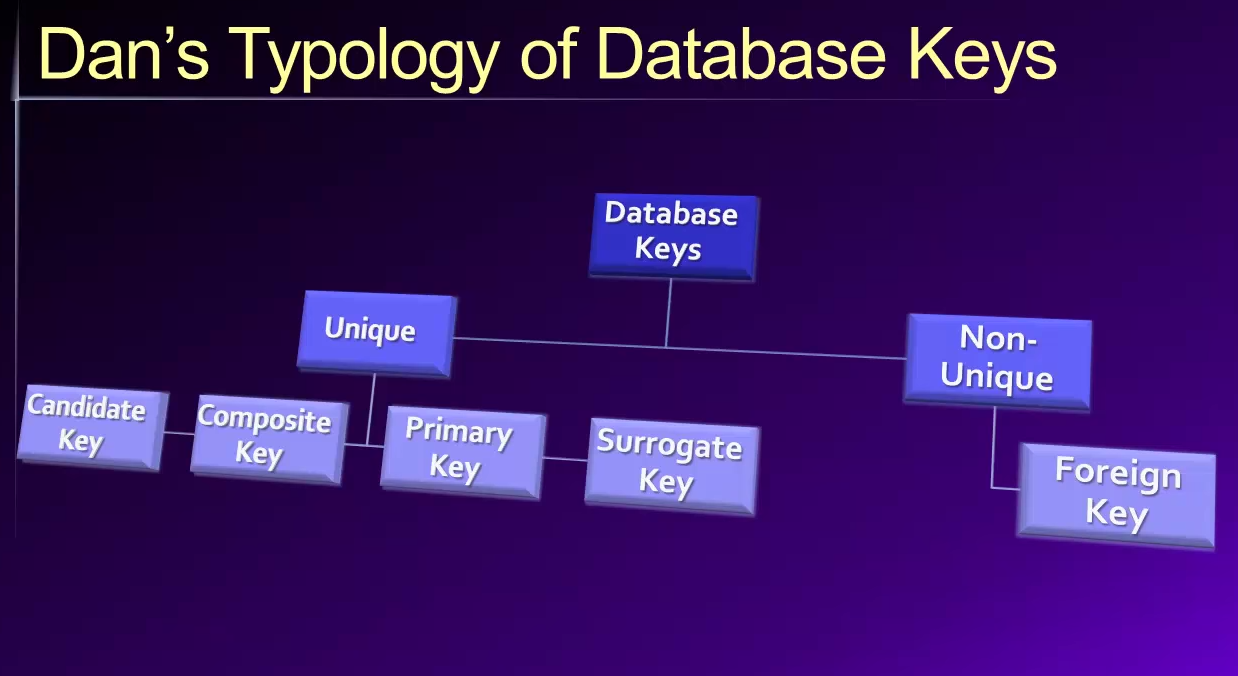 Dan's Typology of Database Keys
Database
Keys
Unique
Non-
Unique
Candidate
Key
Composite
Key
Primary
Key
Surrogate
Key
Foreign
Key